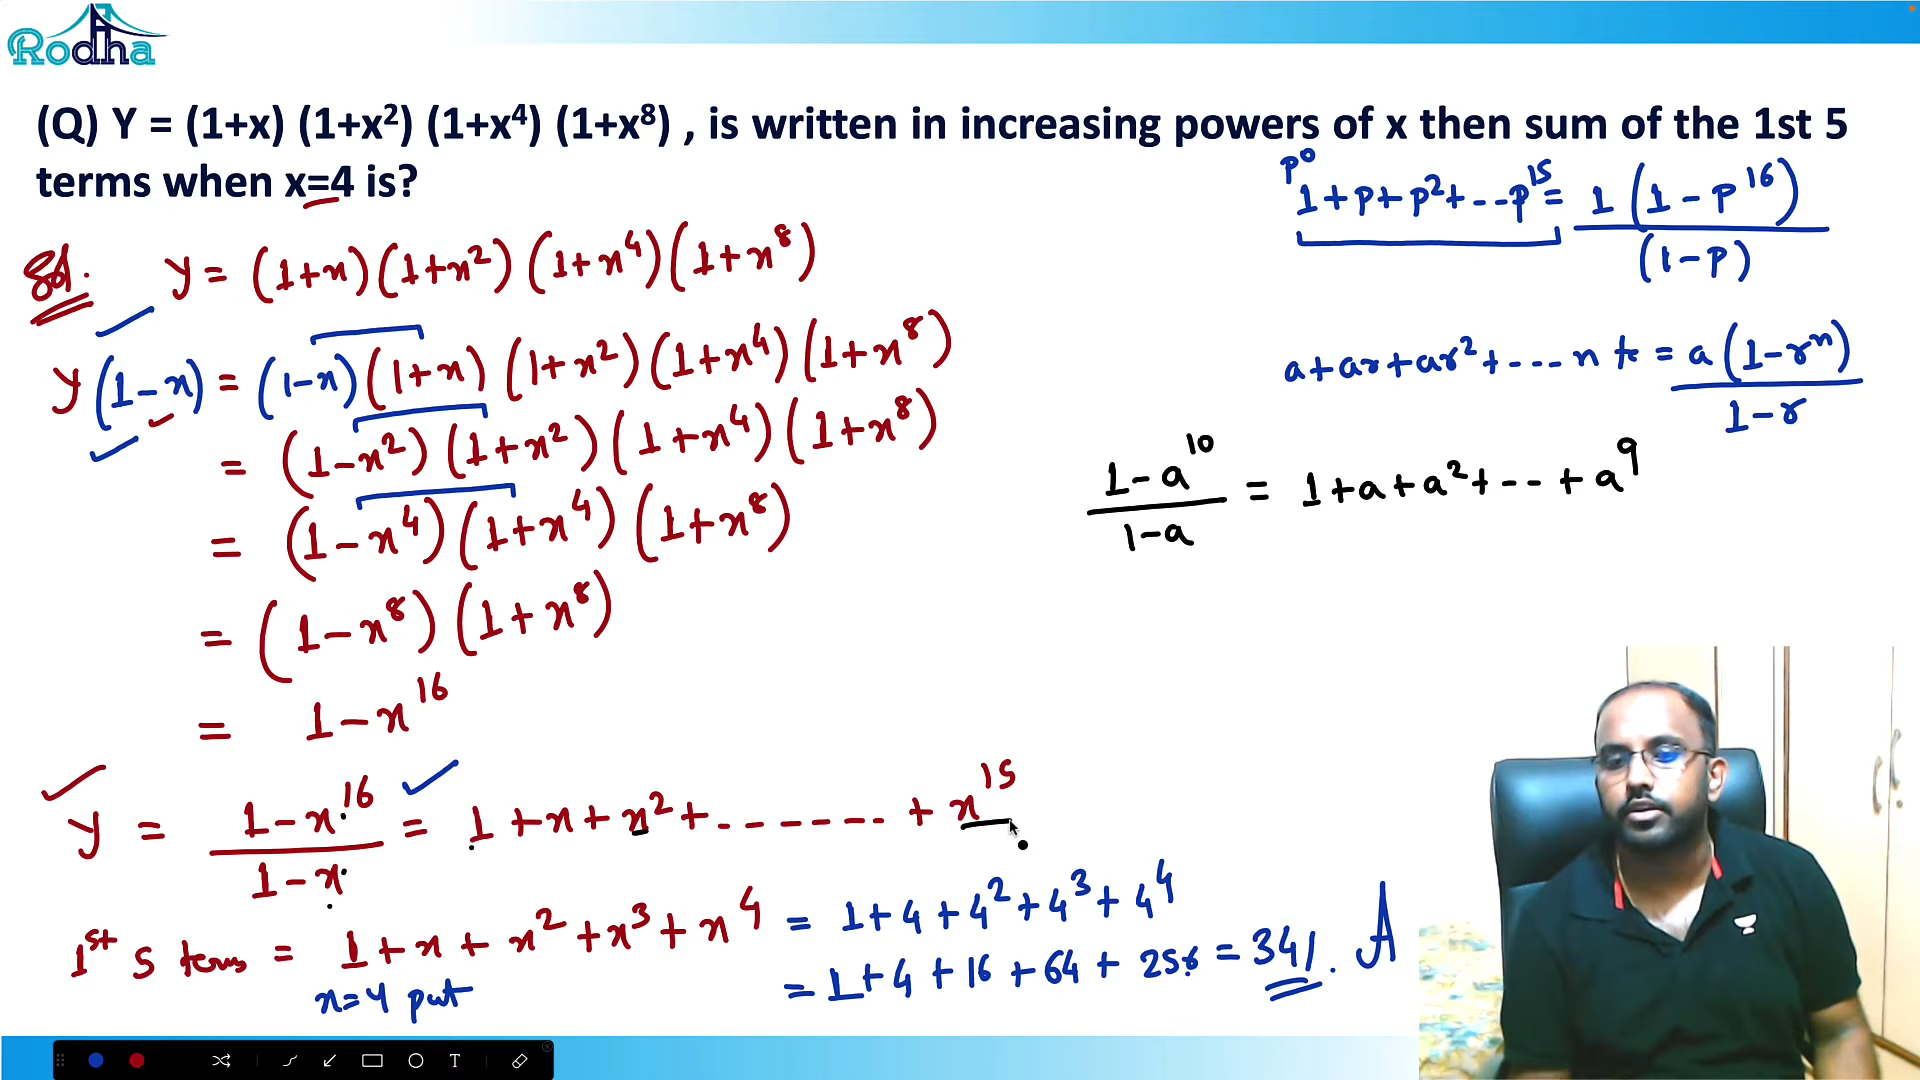 Rodha
(Q) Y = (1+x) (1+x²) (1+x⁴) (1+x⁸) , is written in increasing powers of x then sum of the 1st 5
terms when x=4 is?
Sol. y = (1+x)(1+x²)(1+x⁴)(1+x⁸)
y(1-x) = (1-x)(1+x)(1+x²)(1+x⁴)(1+x⁸)
= (1-x²)(1+x²)(1+x⁴)(1+x⁸)
= (1-x⁴)(1+x⁴)(1+x⁸)
= (1-x⁸)(1+x⁸)
= 1-x¹⁶
y = (1-x¹⁶)/(1-x) = 1+x+x²+-------+x¹⁵
1st 5 terms = 1+x+x²+x³+x⁴ = 1+4+4²+4³+4⁴
x=4 put = 1+4+16+64+256 = 341. A
p⁰
1+p+p²+--p¹⁵ = 1(1-p¹⁶)/(1-p)
a+ar+ar²+....n = a(1-rⁿ)/1-r
1-a¹⁰/1-a = 1+a+a²+--+a⁹
T